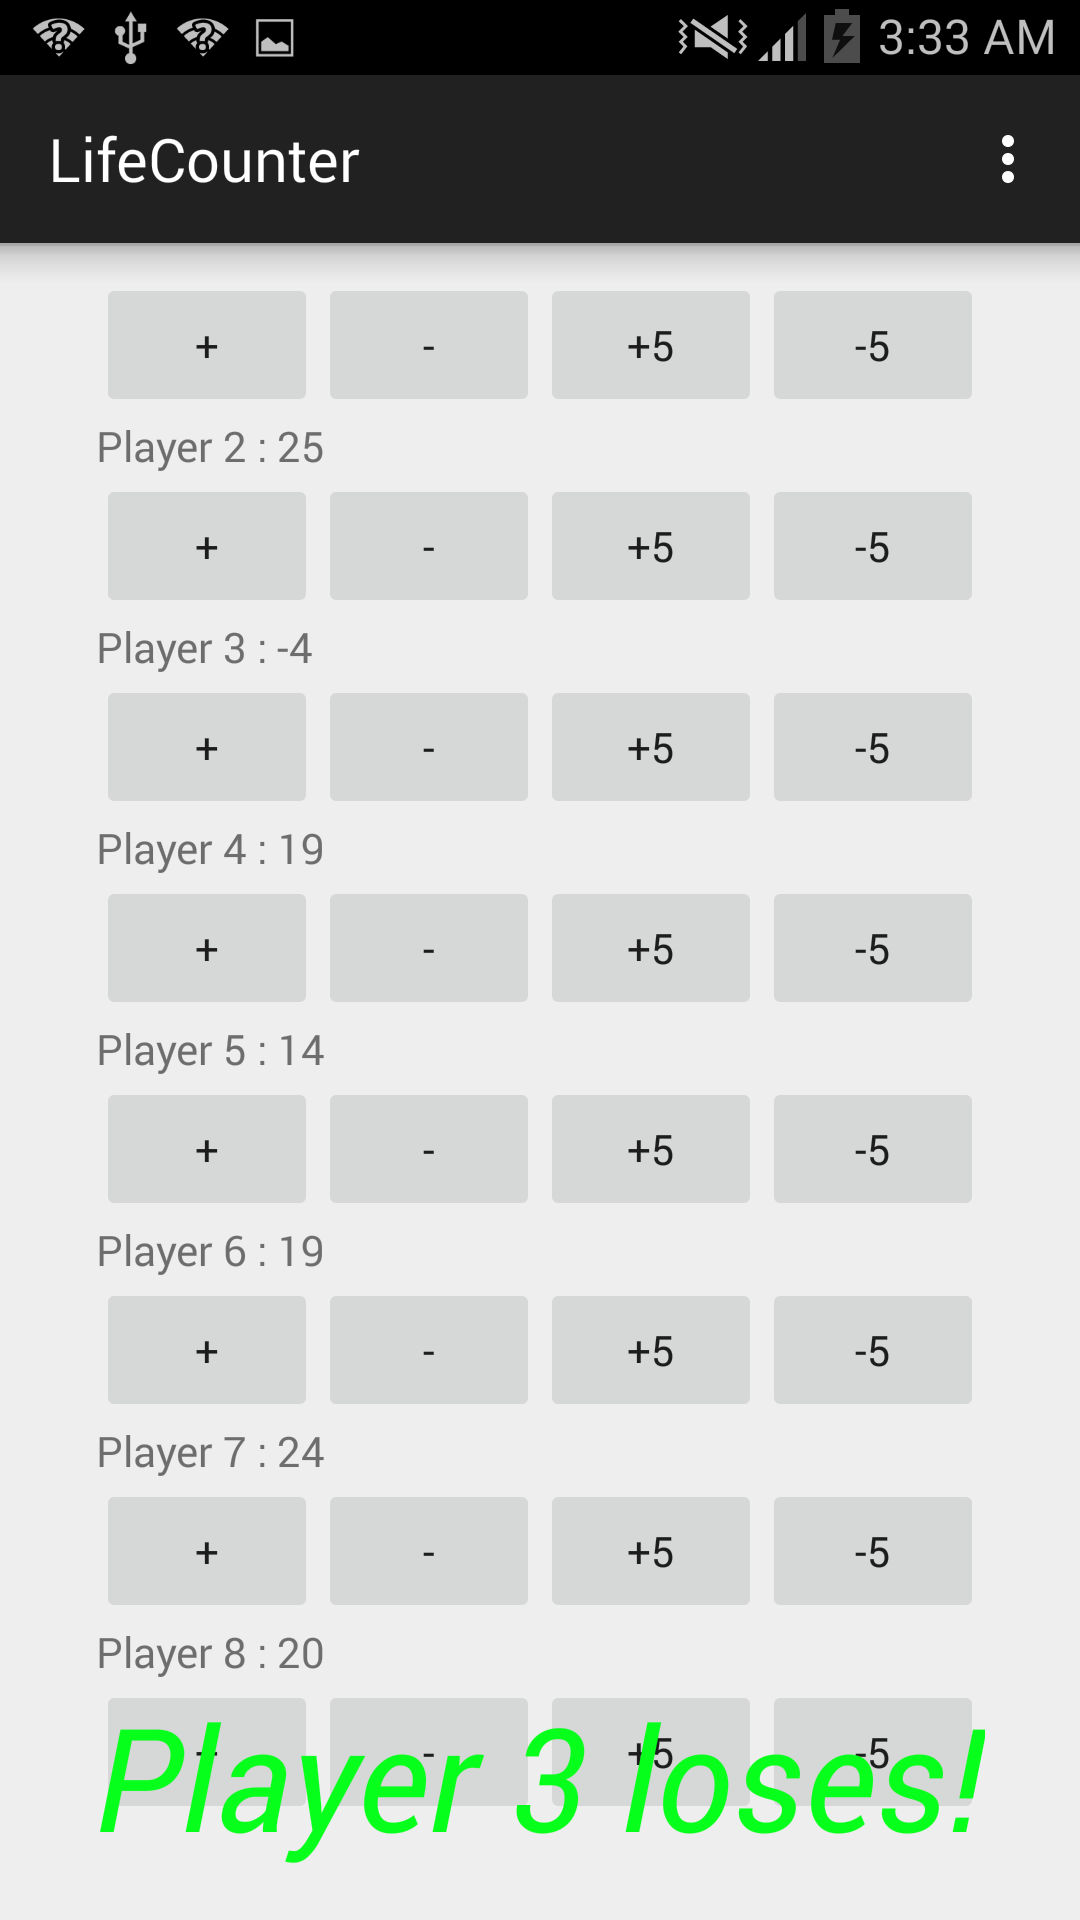 3:33 AM
LifeCounter
+ - +5 -5
Player 2 : 25
+ - +5 -5
Player 3 : -4
+ - +5 -5
Player 4 : 19
+ - +5 -5
Player 5 : 14
+ - +5 -5
Player 6 : 19
+ - +5 -5
Player 7 : 24
+ - +5 -5
Player 8 : 20
+ - +5 -5
Player 3 loses!